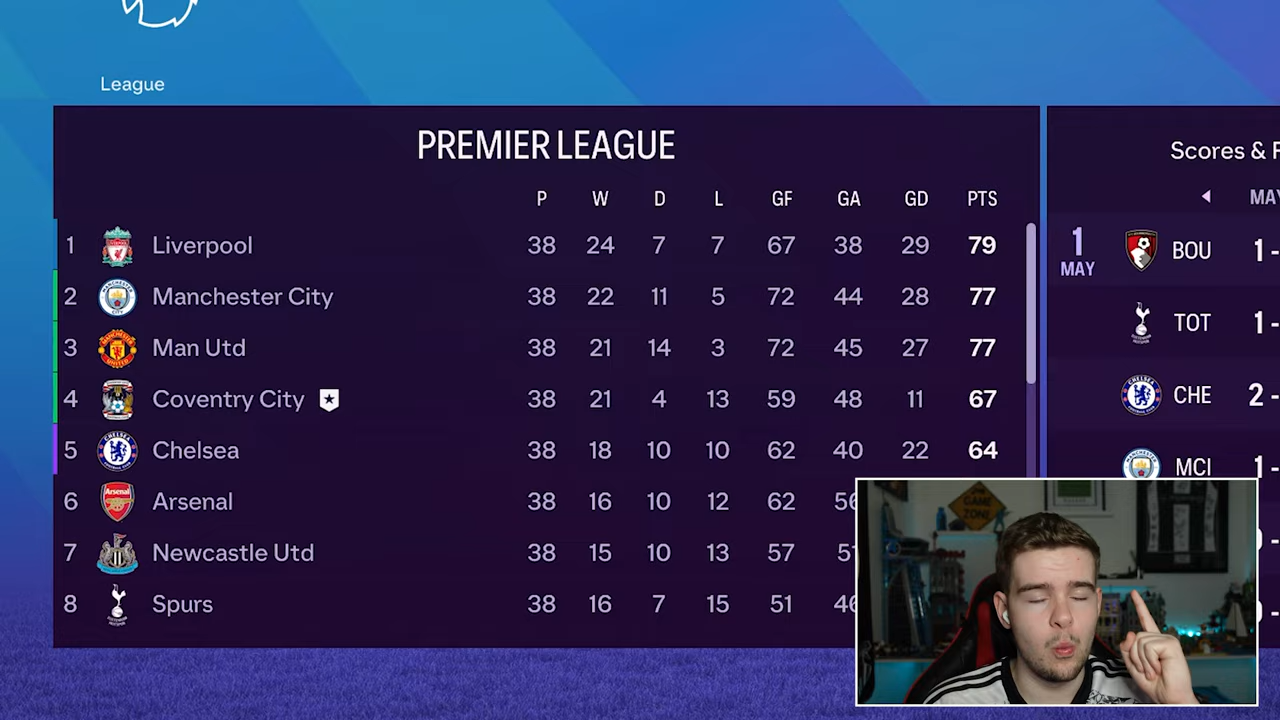 League
PREMIER LEAGUE
P W D L GF GA GD PTS
1 Liverpool 38 24 7 7 67 38 29 79
2 Manchester City 38 22 11 5 72 44 28 77
3 Man Utd 38 21 14 3 72 45 27 77
4 Coventry City 38 21 4 13 59 48 11 67
5 Chelsea 38 18 10 10 62 40 22 64
6 Arsenal 38 16 10 12 62
7 Newcastle Utd 38 15 10 13 57
8 Spurs 38 16 7 15 51
Scores &
MAY
1 MAY
BOU 1 -
TOT 1 -
CHE 2 -
MCI 1 -
GAME ZONE